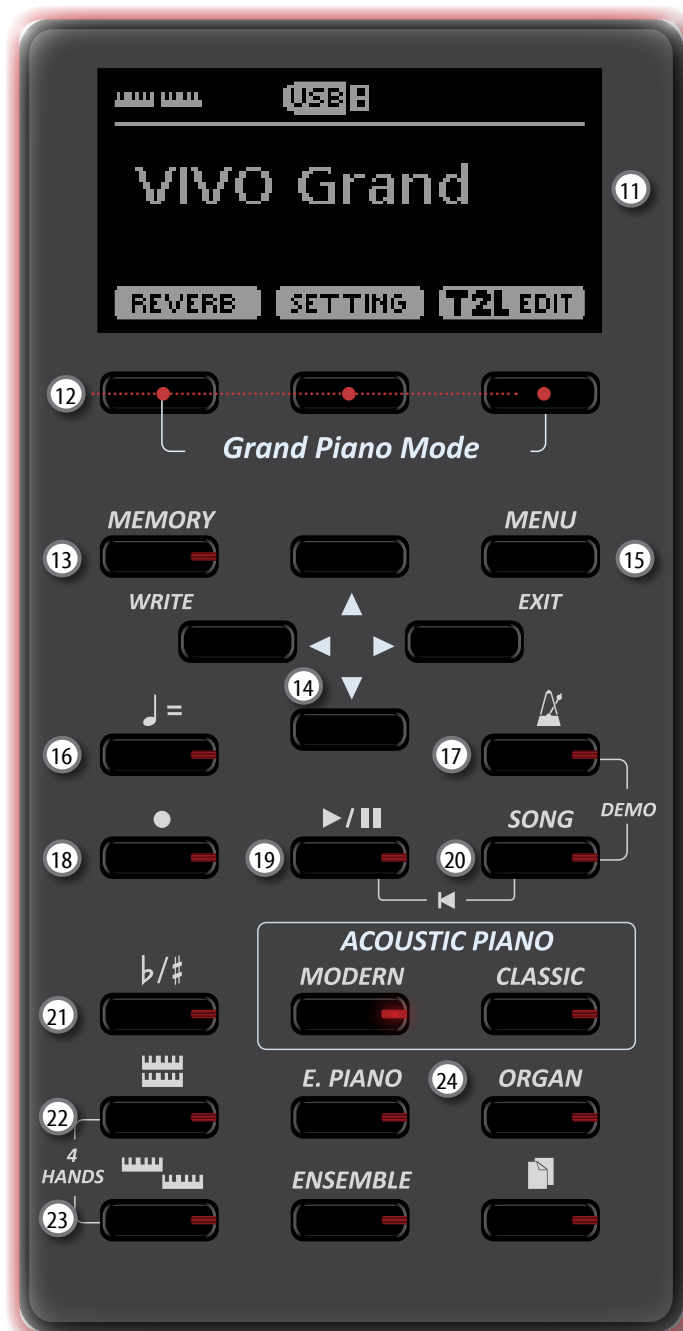 USB
VIVO Grand
11
REVERB SETTING T2L EDIT
12
Grand Piano Mode
MEMORY MENU
13 15
WRITE EXIT
14
♩ =
16 17
DEMO
● ▶/❚❚ SONG
18 19 20
ACOUSTIC PIANO
♭/♯ MODERN CLASSIC
21
E. PIANO 24 ORGAN
22
4
HANDS
ENSEMBLE
23